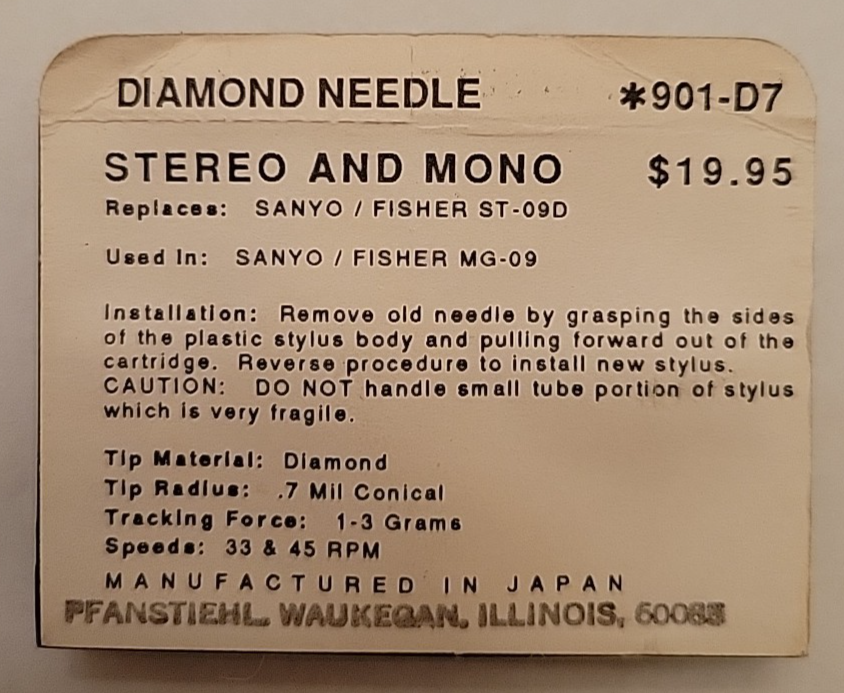 DIAMOND NEEDLE *901-D7
STEREO AND MONO $19.95
Replaces: SANYO / FISHER ST-09D
Used In: SANYO / FISHER MG-09
Installation: Remove old needle by grasping the sides
of the plastic stylus body and pulling forward out of the
cartridge. Reverse procedure to install new stylus.
CAUTION: DO NOT handle small tube portion of stylus
which is very fragile.
Tip Material: Diamond
Tip Radius: .7 Mil Conical
Tracking Force: 1-3 Grams
Speeds: 33 & 45 RPM
MANUFACTURED IN JAPAN
PFANSTIEHL, WAUKEGAN, ILLINOIS,